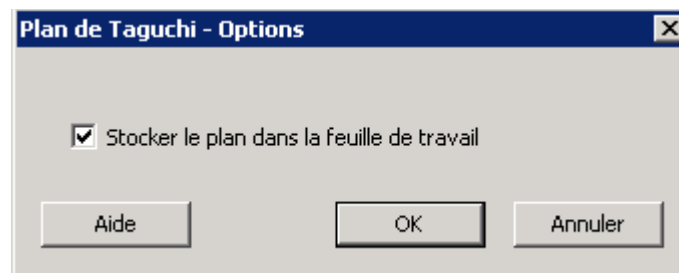 Plan de Taguchi - Options
Stocker le plan dans la feuille de travail
Aide OK Annuler